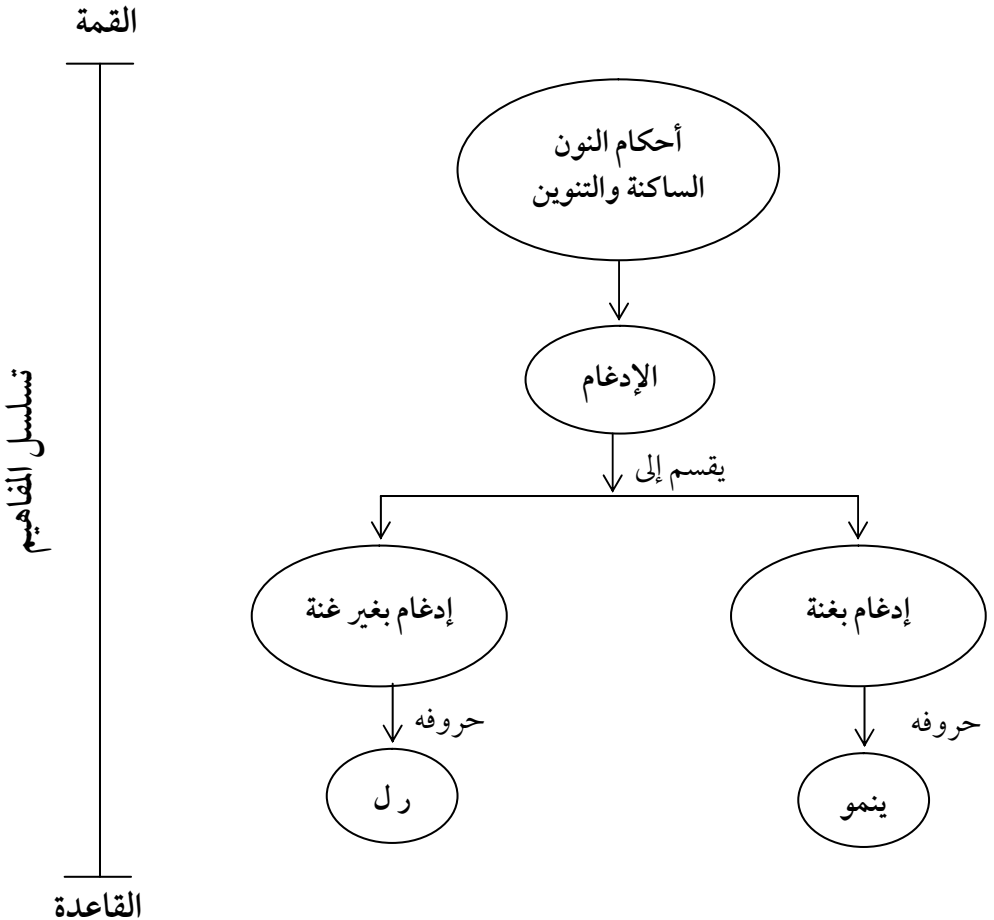 القمة
أحكام النون
الساكنة والتنوين
الإدغام
تسلسل المفاهيم
يقسم إلى
إدغام بغنة
إدغام بغير غنة
حروفه
حروفه
ينمو
ر ل
القاعدة